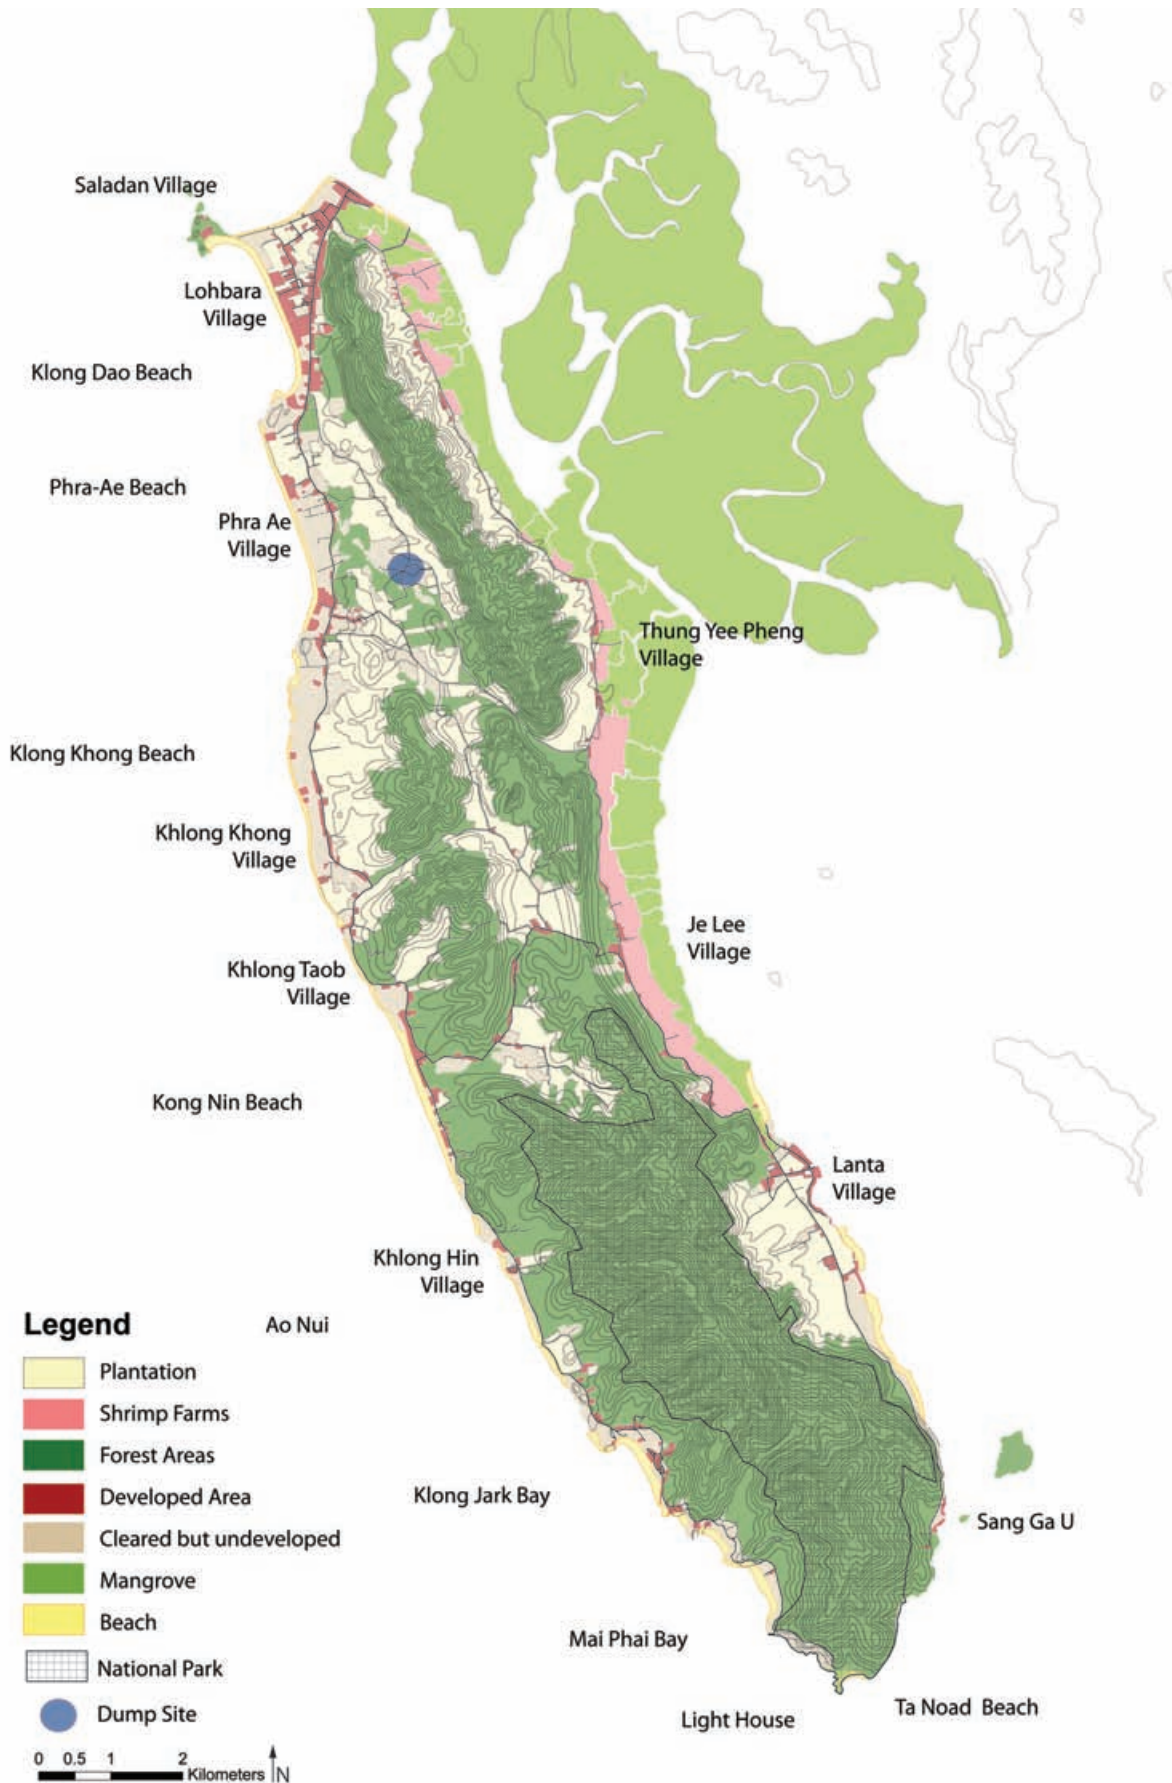 Saladan Village
Lohbara
Village
Klong Dao Beach
Phra-Ae Beach
Phra Ae
Village
Thung Yee Pheng
Village
Klong Khong Beach
Khlong Khong
Village
Je Lee
Village
Khlong Taob
Village
Kong Nin Beach
Lanta
Village
Khlong Hin
Village
Ao Nui
Klong Jark Bay
Sang Ga U
Mai Phai Bay
Ta Noad Beach
Light House
Legend
Plantation
Shrimp Farms
Forest Areas
Developed Area
Cleared but undeveloped
Mangrove
Beach
National Park
Dump Site
0 0.5 1 2
Kilometers N